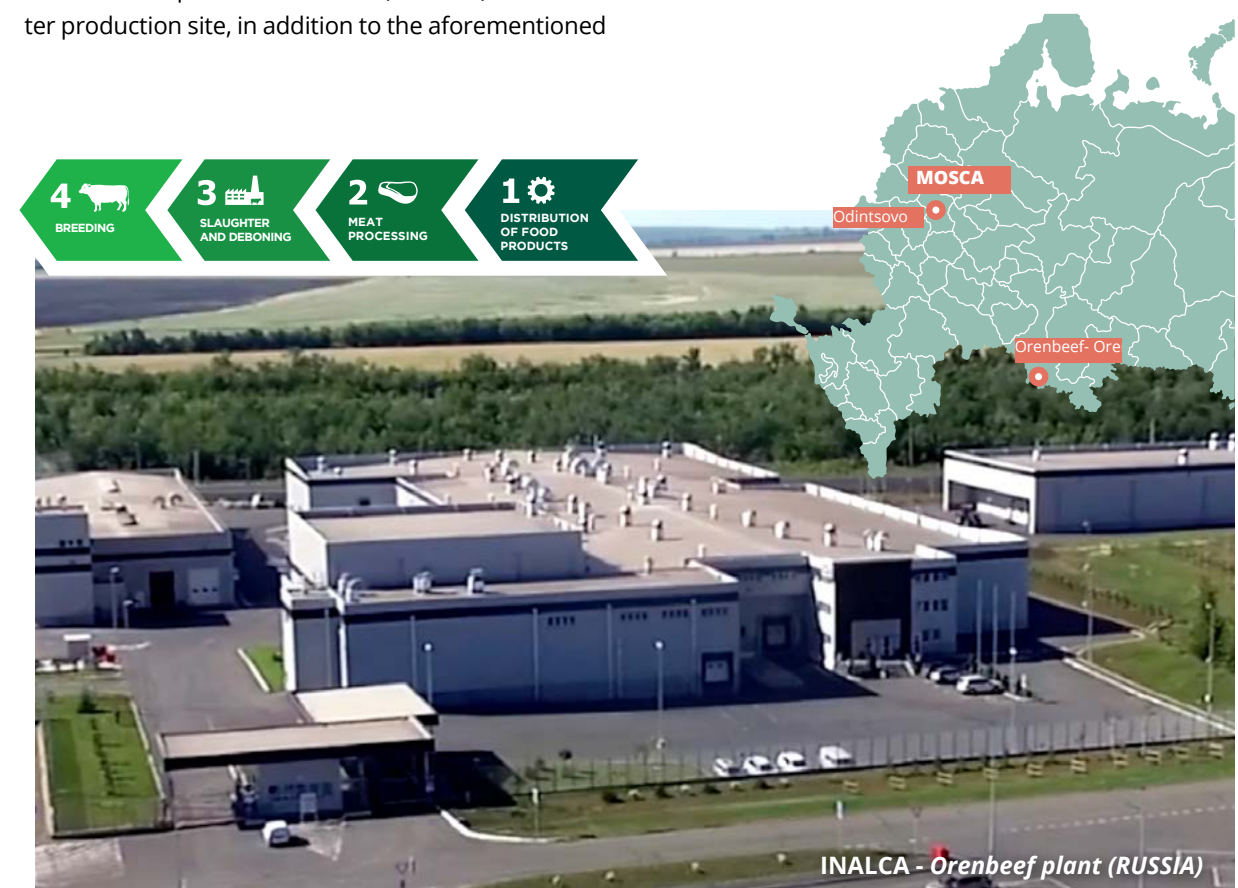 ter production site, in addition to the aforementioned
4
BREEDING
3
SLAUGHTER
AND DEBONING
2
MEAT
PROCESSING
1
DISTRIBUTION
OF FOOD
PRODUCTS
MOSCA
Odintsovo
Orenbeef- Ore
INALCA - Orenbeef plant (RUSSIA)